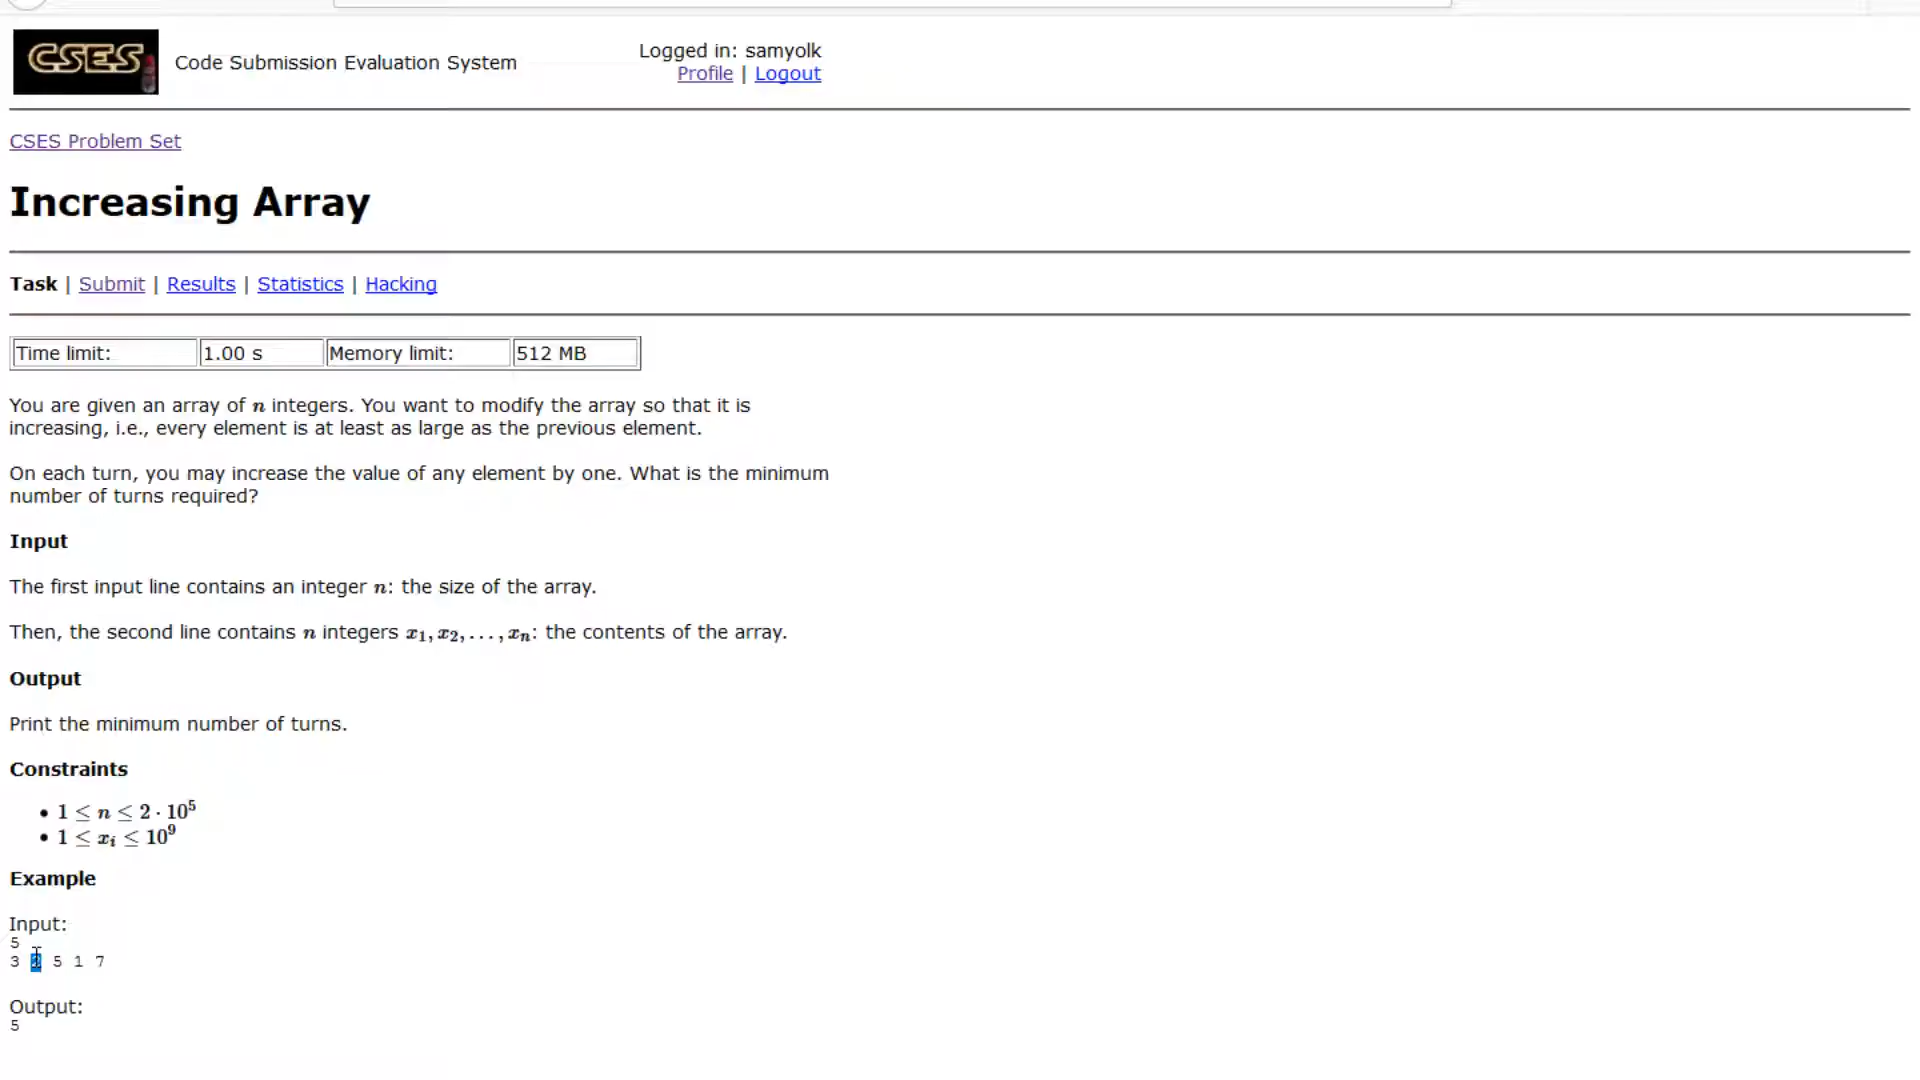 CSES
Code Submission Evaluation System
Logged in: samyolk
Profile | Logout
CSES Problem Set
Increasing Array
Task | Submit | Results | Statistics | Hacking
Time limit: 1.00 s Memory limit: 512 MB
You are given an array of n integers. You want to modify the array so that it is
increasing, i.e., every element is at least as large as the previous element.
On each turn, you may increase the value of any element by one. What is the minimum
number of turns required?
Input
The first input line contains an integer n: the size of the array.
Then, the second line contains n integers x₁, x₂, . . . , xₙ: the contents of the array.
Output
Print the minimum number of turns.
Constraints
• 1 ≤ n ≤ 2 · 10⁵
• 1 ≤ xᵢ ≤ 10⁹
Example
Input:
5
3 5 1 7
Output:
5